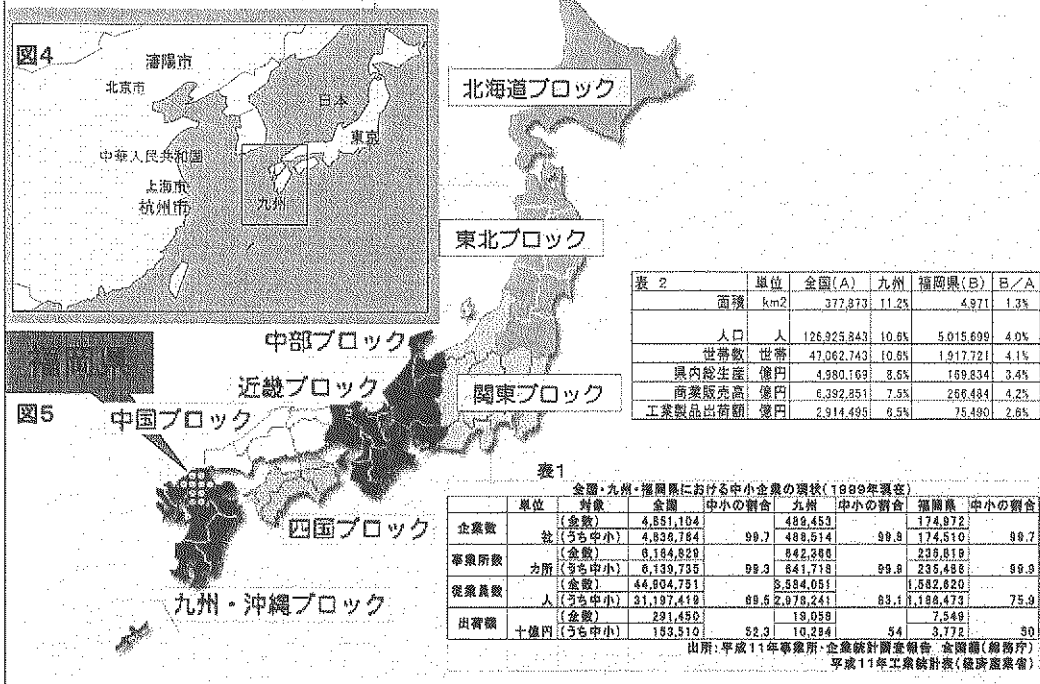 図4
瀋陽市
北京市
日本
東京
中華人民共和国
上海市
杭州市
九州
北海道ブロック
東北ブロック
中部ブロック
近畿ブロック
関東ブロック
福岡県
図5
中国ブロック
四国ブロック
九州・沖縄ブロック
表 2 単位 全国(A) 九州 福岡県(B) B/A
面積 km2 377,873 11.2% 4,971 1.3%
人口 人 126,925,843 10.6% 5,015,699 4.0%
世帯数 世帯 47,062,743 10.6% 1,917,721 4.1%
県内総生産 億円 4,980,169 8.6% 169,834 3.4%
商業販売高 億円 6,392,851 7.5% 266,484 4.2%
工業製品出荷額 億円 2,914,495 6.5% 75,490 2.6%
表1
全国・九州・福岡県における中小企業の現状(1999年現在)
単位 対象 全国 中小の割合 九州 中小の割合 福岡県 中小の割合
企業数 (全数) 4,851,104 489,453 174,972
社 (うち中小) 4,836,764 99.7 488,514 99.8 174,510 99.7
事業所数 (全数) 6,184,829 642,366 235,819
カ所 (うち中小) 6,139,735 99.3 641,718 99.9 235,486 99.9
従業員数 (全数) 44,904,751 3,584,051 1,562,620
人 (うち中小) 31,197,419 69.5 2,978,241 83.1 1,186,473 75.9
出荷額 (全数) 291,450 19,058 7,549
十億円 (うち中小) 153,510 52.3 10,294 54 3,772 50
出所:平成11年事業所・企業統計調査報告 全国編(総務庁)
平成11年工業統計表(経済産業省)